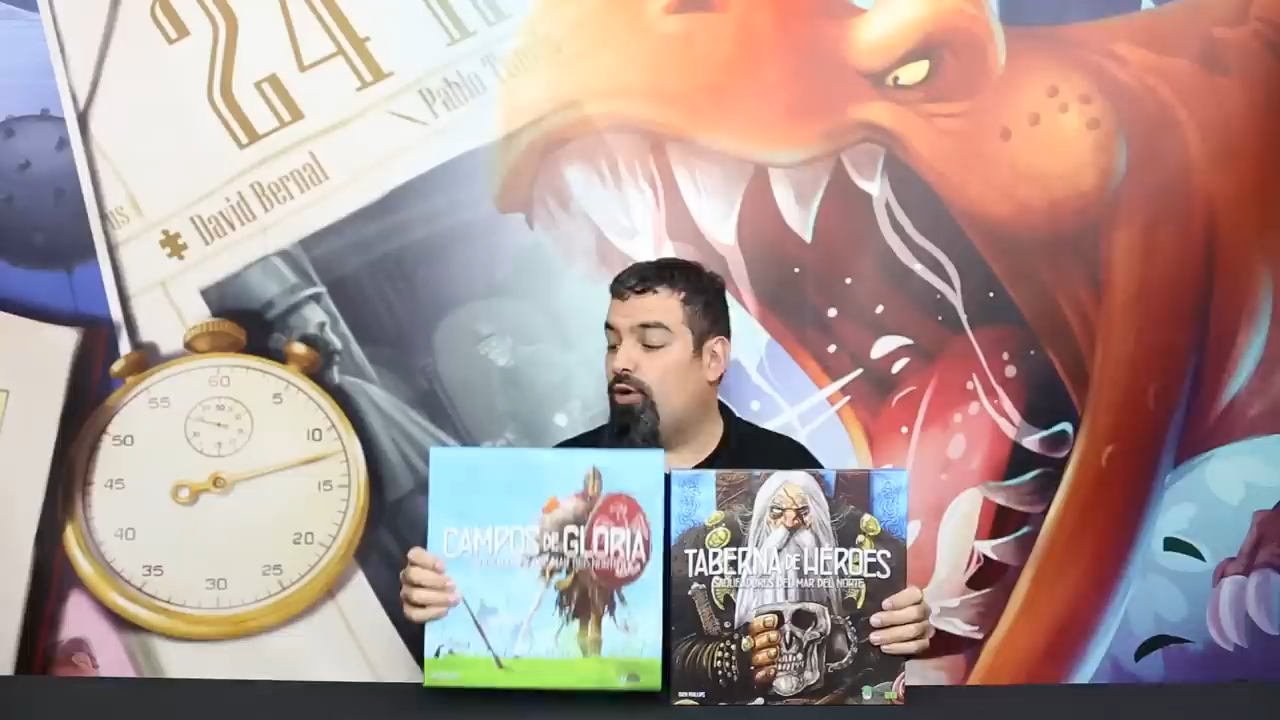 24 H
Pablo
David Bernal
60
55
5
50
10
45
15
40
20
35
25
30
CAMPOS DE GLORIA
TABERNA DE HÉROES
SAQUEADORES DEL MAR DEL NORTE